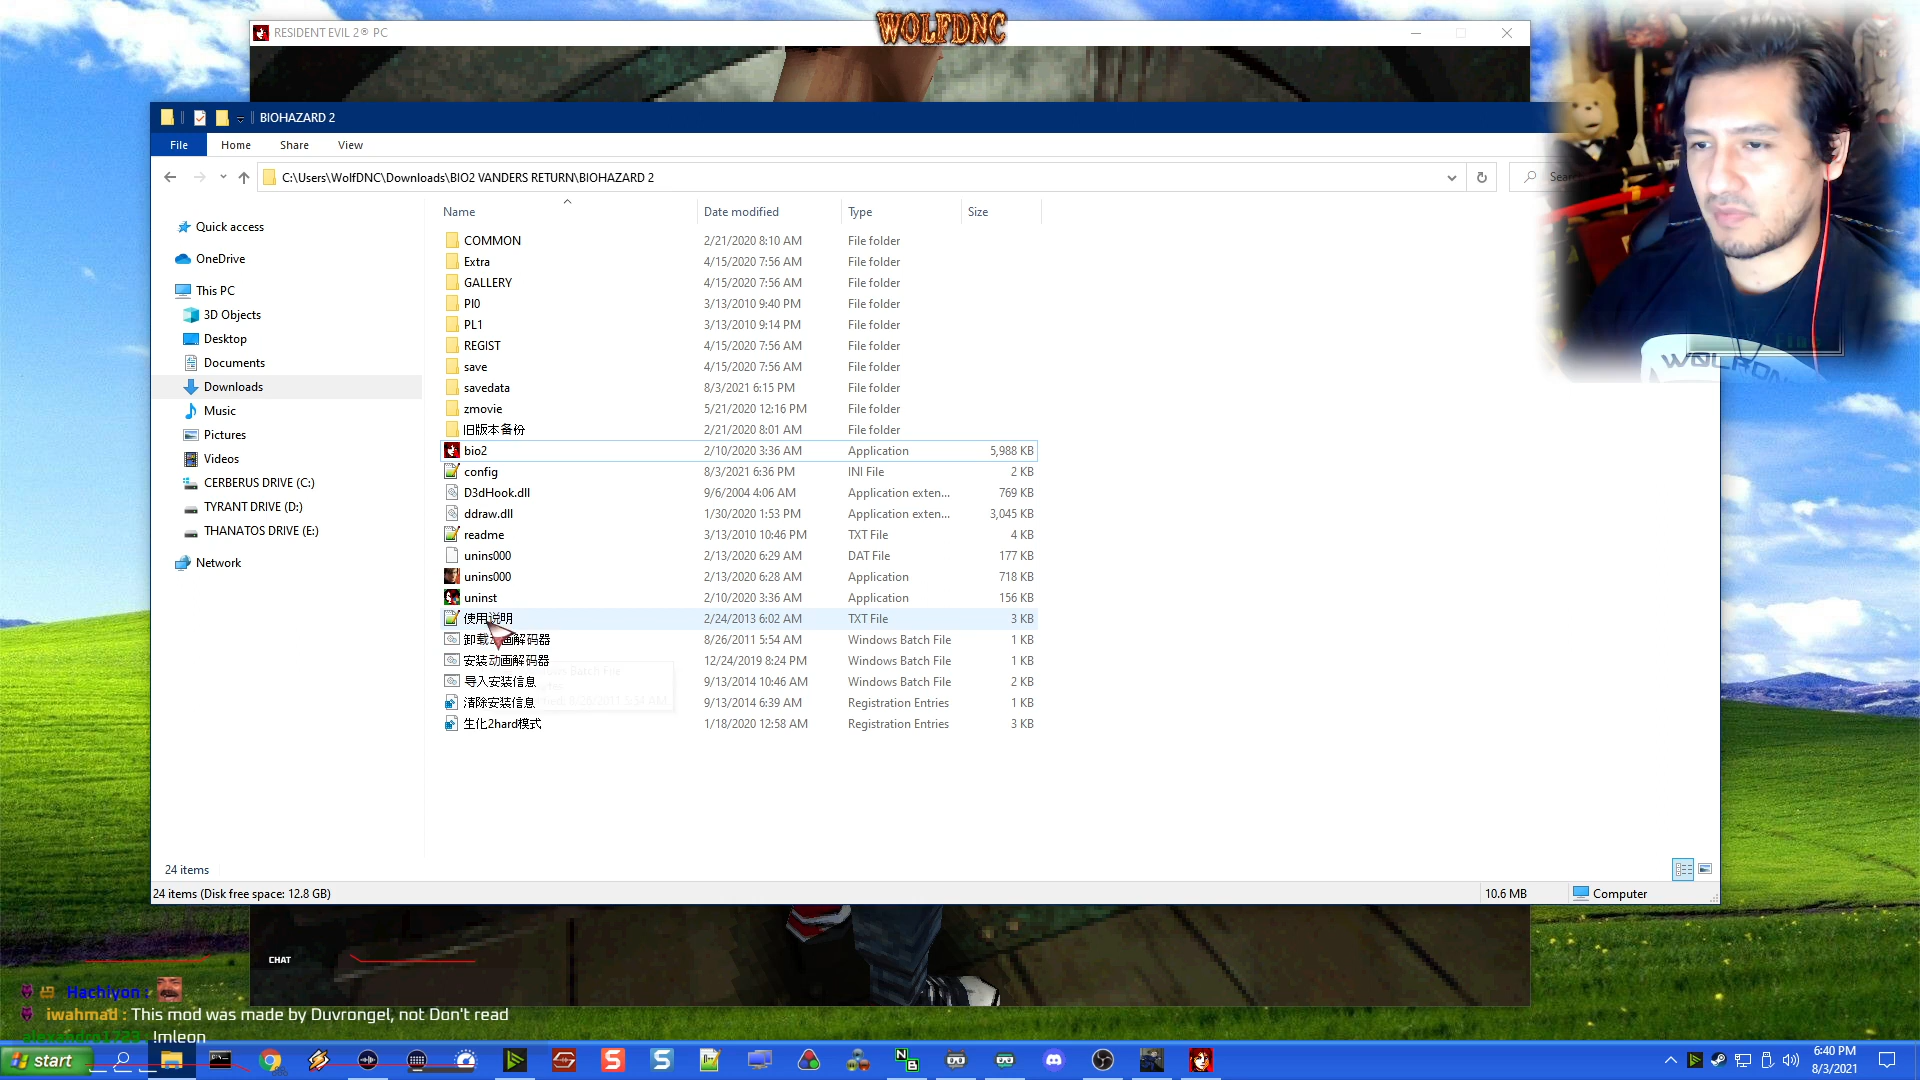 RESIDENT EVIL 2® PC
WOLFDNC
BIOHAZARD 2
File Home Share View
C:\Users\WolfDNC\Downloads\BIO2 VANDERS RETURN\BIOHAZARD 2
Name Date modified Type Size
Quick access
OneDrive
This PC
3D Objects
Desktop
Documents
Downloads
Music
Pictures
Videos
CERBERUS DRIVE (C:)
TYRANT DRIVE (D:)
THANATOS DRIVE (E:)
Network
COMMON 2/21/2020 8:10 AM File folder
Extra 4/15/2020 7:56 AM File folder
GALLERY 4/15/2020 7:56 AM File folder
Pl0 3/13/2010 9:40 PM File folder
PL1 3/13/2010 9:14 PM File folder
REGIST 4/15/2020 7:56 AM File folder
save 4/15/2020 7:56 AM File folder
savedata 8/3/2021 6:15 PM File folder
zmovie 5/21/2020 12:16 PM File folder
旧版本备份 2/21/2020 8:01 AM File folder
bio2 2/10/2020 3:36 AM Application 5,988 KB
config 8/3/2021 6:36 PM INI File 2 KB
D3dHook.dll 9/6/2004 4:06 AM Application exten... 769 KB
ddraw.dll 1/30/2020 1:53 PM Application exten... 3,045 KB
readme 3/13/2010 10:46 PM TXT File 4 KB
unins000 2/13/2020 6:29 AM DAT File 177 KB
unins000 2/13/2020 6:28 AM Application 718 KB
uninst 2/10/2020 3:36 AM Application 156 KB
使用说明 2/24/2013 6:02 AM TXT File 3 KB
卸载动画解码器 8/26/2011 5:54 AM Windows Batch File 1 KB
安装动画解码器 12/24/2019 8:24 PM Windows Batch File 1 KB
导入安装信息 9/13/2014 10:46 AM Windows Batch File 2 KB
清除安装信息 9/13/2014 6:39 AM Registration Entries 1 KB
生化2hard模式 1/18/2020 12:58 AM Registration Entries 3 KB
24 items
24 items (Disk free space: 12.8 GB) 10.6 MB Computer
CHAT
Hachiyon :
iwahmad : This mod was made by Duvrongel, not Don't read
!mleon
start
6:40 PM
8/3/2021